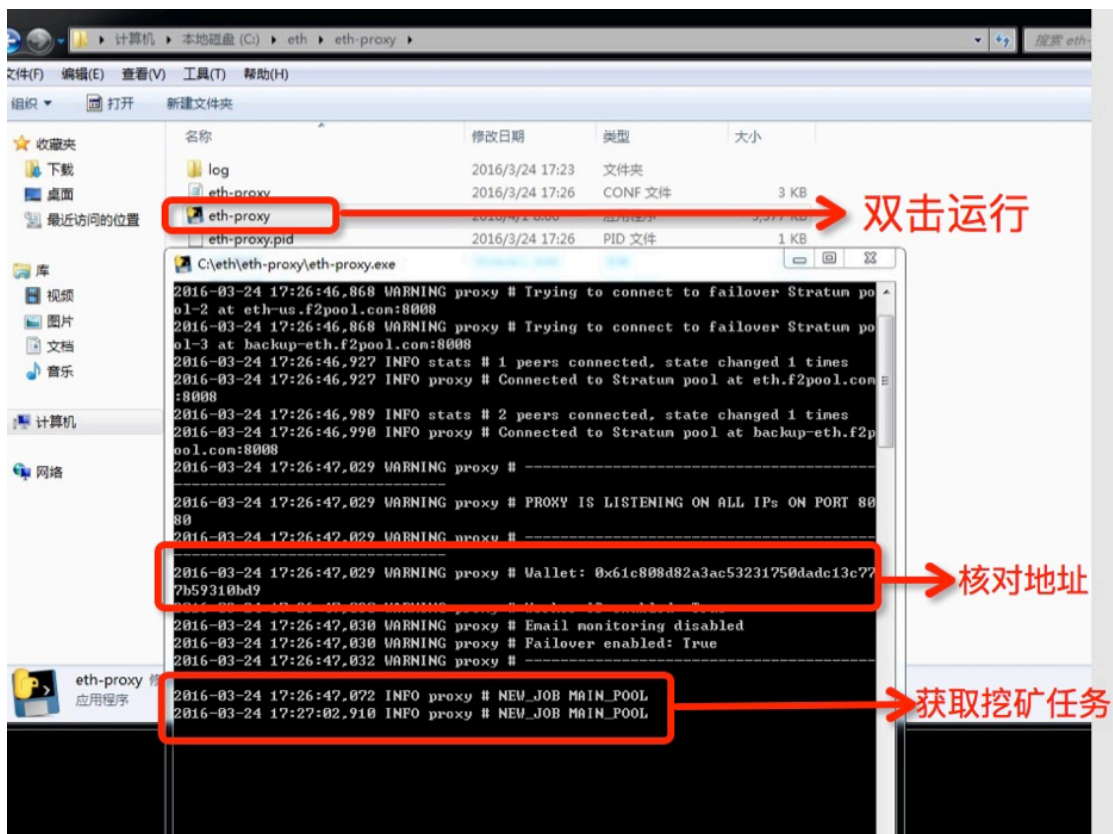 计算机 ▸ 本地磁盘 (C:) ▸ eth ▸ eth-proxy ▸
搜索 eth-
文件(F) 编辑(E) 查看(V) 工具(T) 帮助(H)
组织 ▼ 打开 新建文件夹
收藏夹
下载
桌面
最近访问的位置
库
视频
图片
文档
音乐
计算机
网络
名称 修改日期 类型 大小
log 2016/3/24 17:23 文件夹
eth-proxy 2016/3/24 17:26 CONF 文件 3 KB
eth-proxy
eth-proxy.pid 2016/3/24 17:26 PID 文件 1 KB
双击运行
C:\eth\eth-proxy\eth-proxy.exe
2016-03-24 17:26:46,868 WARNING proxy # Trying to connect to failover Stratum po
ol-2 at eth-us.f2pool.com:8008
2016-03-24 17:26:46,868 WARNING proxy # Trying to connect to failover Stratum po
ol-3 at backup-eth.f2pool.com:8008
2016-03-24 17:26:46,927 INFO stats # 1 peers connected, state changed 1 times
2016-03-24 17:26:46,927 INFO proxy # Connected to Stratum pool at eth.f2pool.com
:8008
2016-03-24 17:26:46,989 INFO stats # 2 peers connected, state changed 1 times
2016-03-24 17:26:46,990 INFO proxy # Connected to Stratum pool at backup-eth.f2p
ool.com:8008
2016-03-24 17:26:47,029 WARNING proxy # ----------------------------------------
-------------------------------
2016-03-24 17:26:47,029 WARNING proxy # PROXY IS LISTENING ON ALL IPs ON PORT 80
80
2016-03-24 17:26:47,029 WARNING proxy # ----------------------------------------
-------------------------------
2016-03-24 17:26:47,029 WARNING proxy # Wallet: 0x61c808d82a3ac53231750dadc13c77
7b59310bd9
核对地址
2016-03-24 17:26:47,030 WARNING proxy # Email monitoring disabled
2016-03-24 17:26:47,030 WARNING proxy # Failover enabled: True
2016-03-24 17:26:47,032 WARNING proxy # ----------------------------------------
2016-03-24 17:26:47,072 INFO proxy # NEW_JOB MAIN_POOL
2016-03-24 17:27:02,910 INFO proxy # NEW_JOB MAIN_POOL
获取挖矿任务
eth-proxy
应用程序